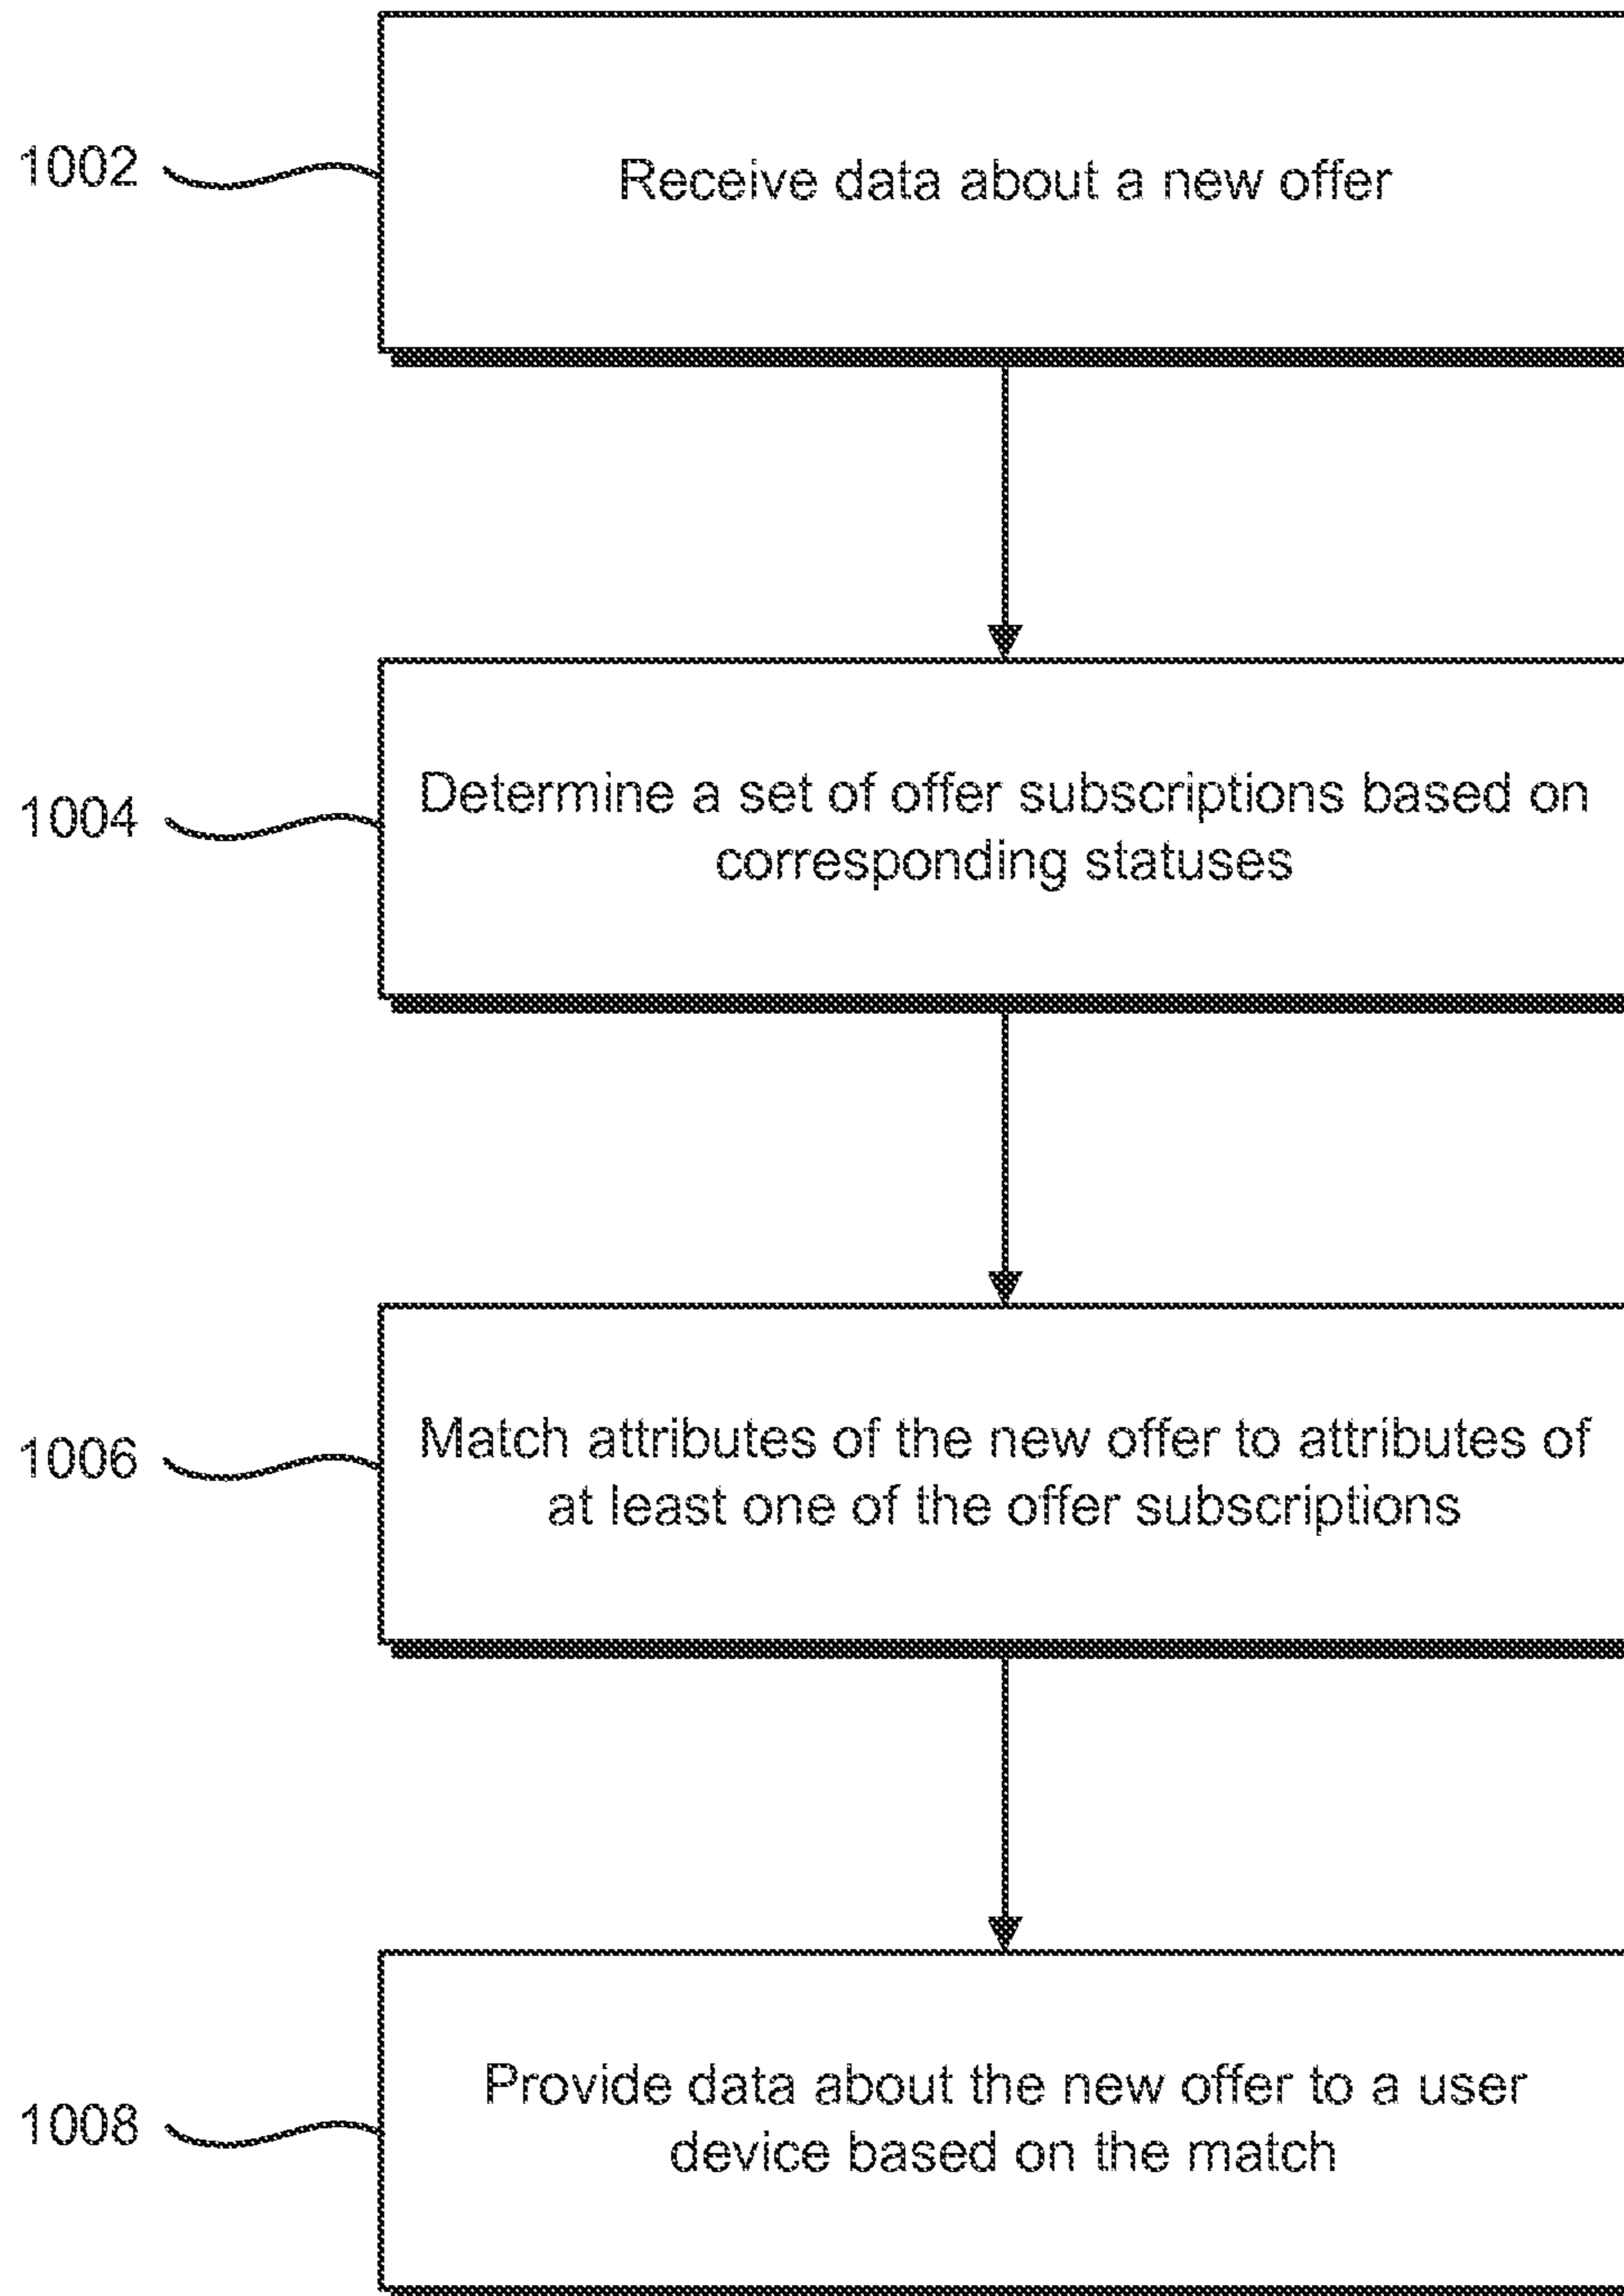 1002
Receive data about a new offer
1004
Determine a set of offer subscriptions based on
corresponding statuses
1006
Match attributes of the new offer to attributes of
at least one of the offer subscriptions
1008
Provide data about the new offer to a user
device based on the match